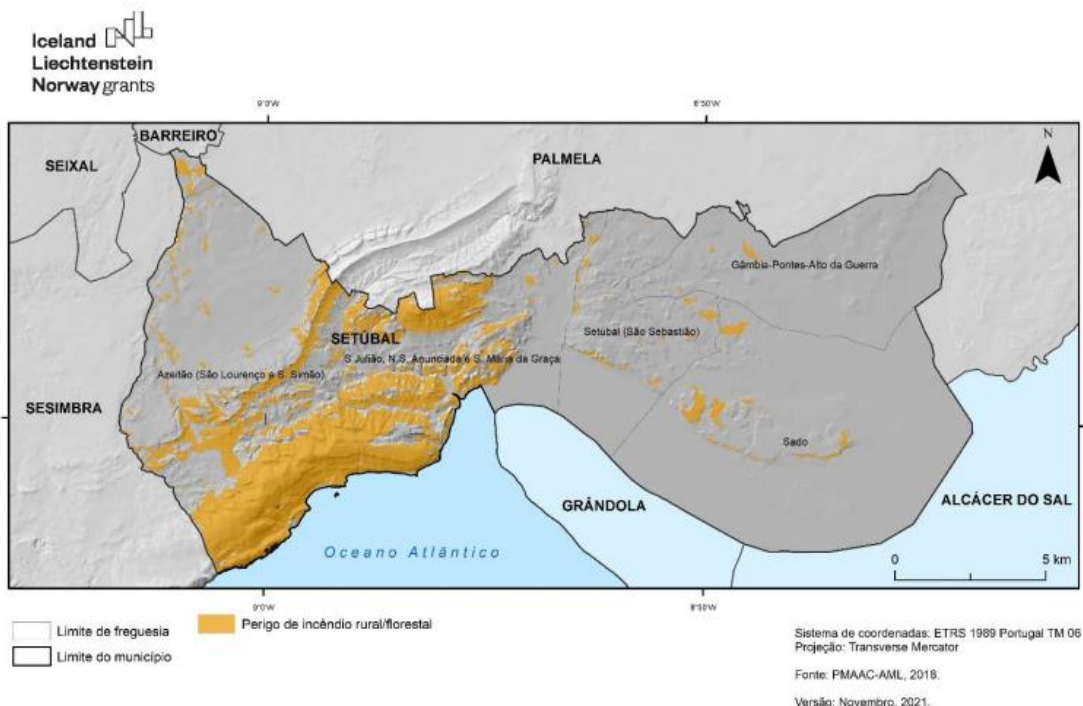 Iceland
Liechtenstein
Norway grants
9°0'W
8°50'W
BARREIRO
SEIXAL
PALMELA
N
Gâmbia-Pontes-Alto da Guerra
SETÚBAL
Setúbal (São Sebastião)
S.Julião, N.S. Anunciada e S. Maria da Graça
Azeitão (São Lourenço e S. Simão)
SESIMBRA
Sado
GRÂNDOLA
ALCÁCER DO SAL
Oceano Atlântico
0 5 km
9°0'W
8°50'W
Limite de freguesia
Perigo de incêndio rural/florestal
Limite do município
Sistema de coordenadas: ETRS 1989 Portugal TM 06
Projeção: Transverse Mercator
Fonte: PMAAC-AML, 2018.
Versão: Novembro, 2021.